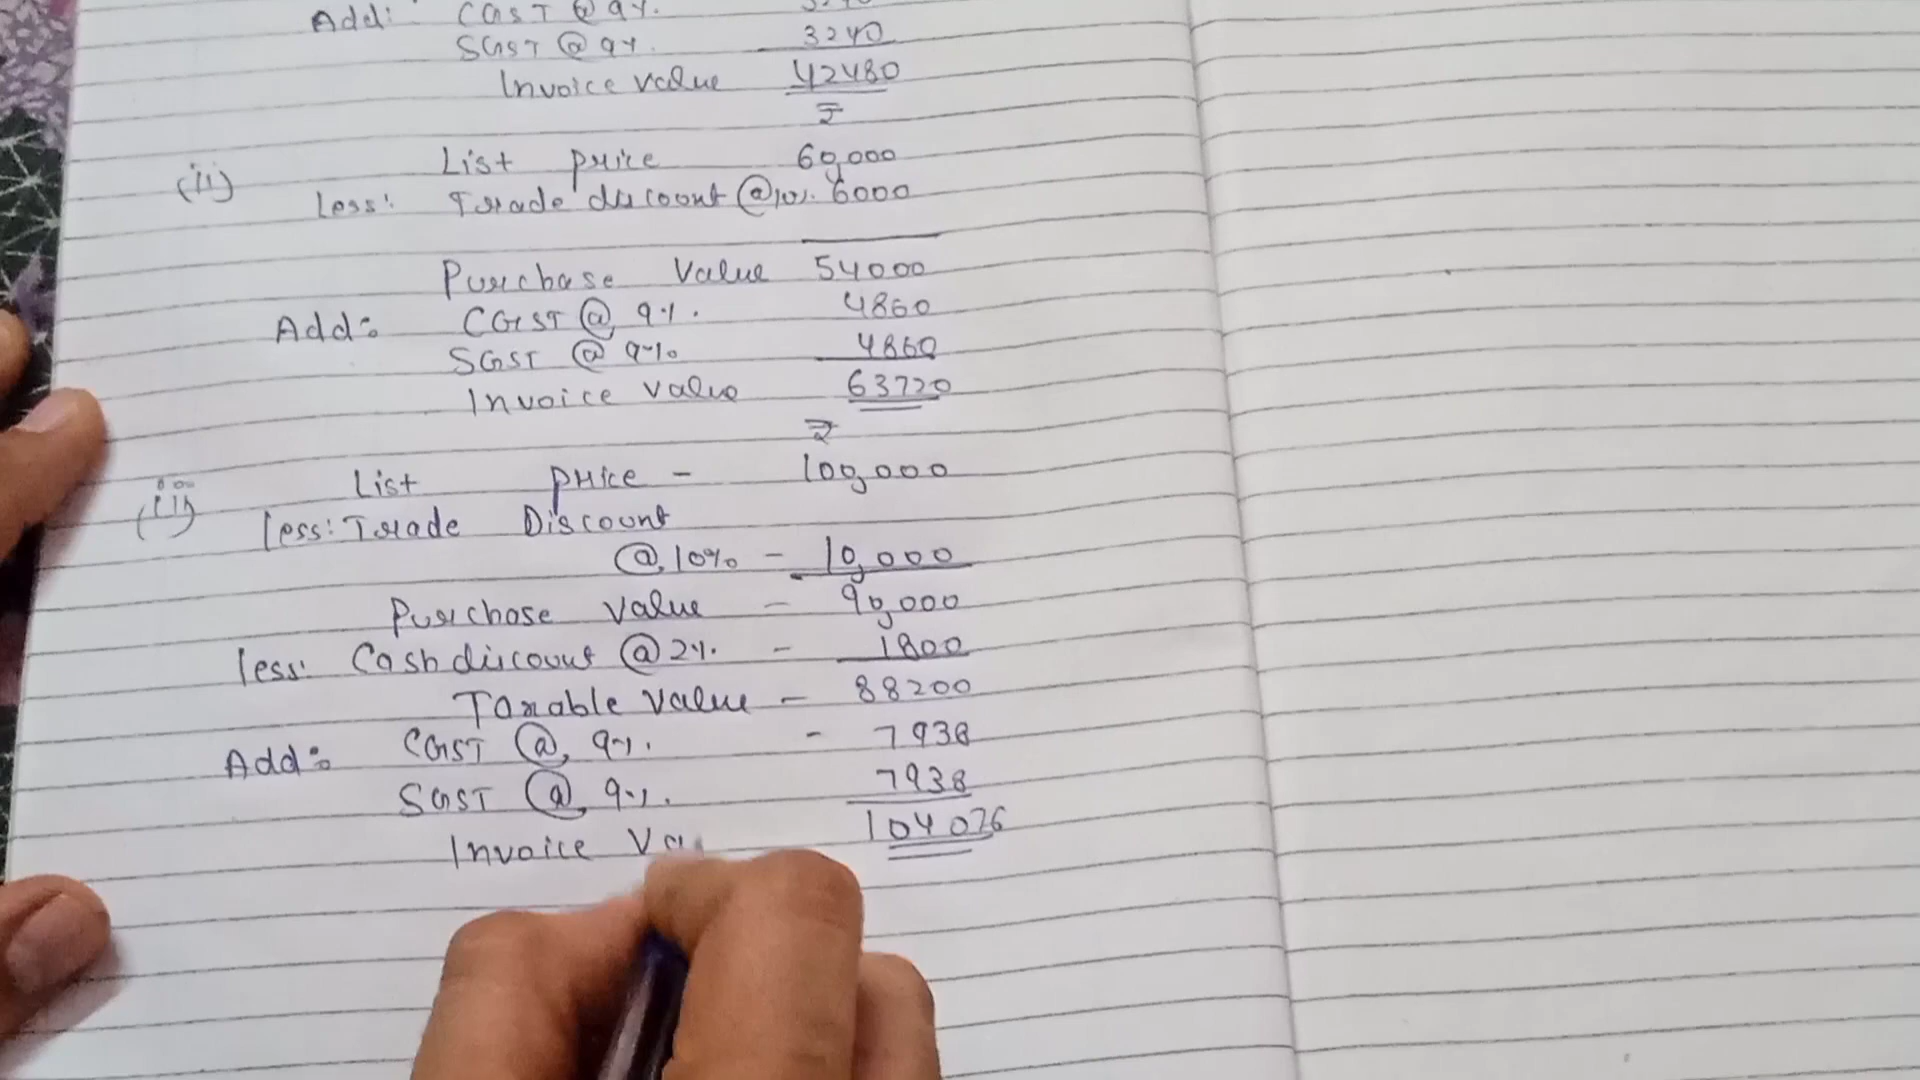 Add: CGST @ 9%.
SGST @ 9%. 3240
Invoice value 42480
₹
(ii) List price 60,000
Less: Trade discount @10%. 6000
Purchase Value 54000
Add: CGST @ 9%. 4860
SGST @ 9% 4860
Invoice value 63720
₹
(iii) List price - 100,000
less: Trade Discount
@ 10% - 10,000
Purchase value - 90,000
less: Cash discount @ 2%. - 1800
Taxable value - 88200
Add: CGST @ 9%. - 7938
SGST @ 9%. 7938
Invoice Va 104076